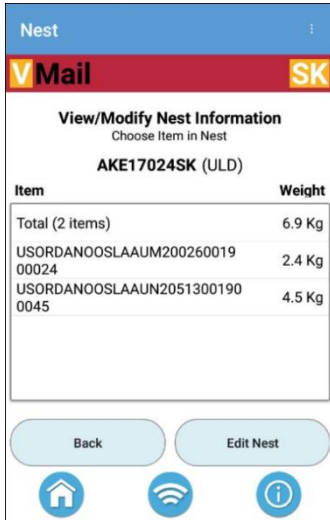 Nest
VMail SK
View/Modify Nest Information
Choose Item in Nest
AKE17024SK (ULD)
Item Weight
Total (2 items) 6.9 Kg
USORDANOOSLAAUM200260019
00024 2.4 Kg
USORDANOOSLAAUN2051300190
0045 4.5 Kg
Back Edit Nest